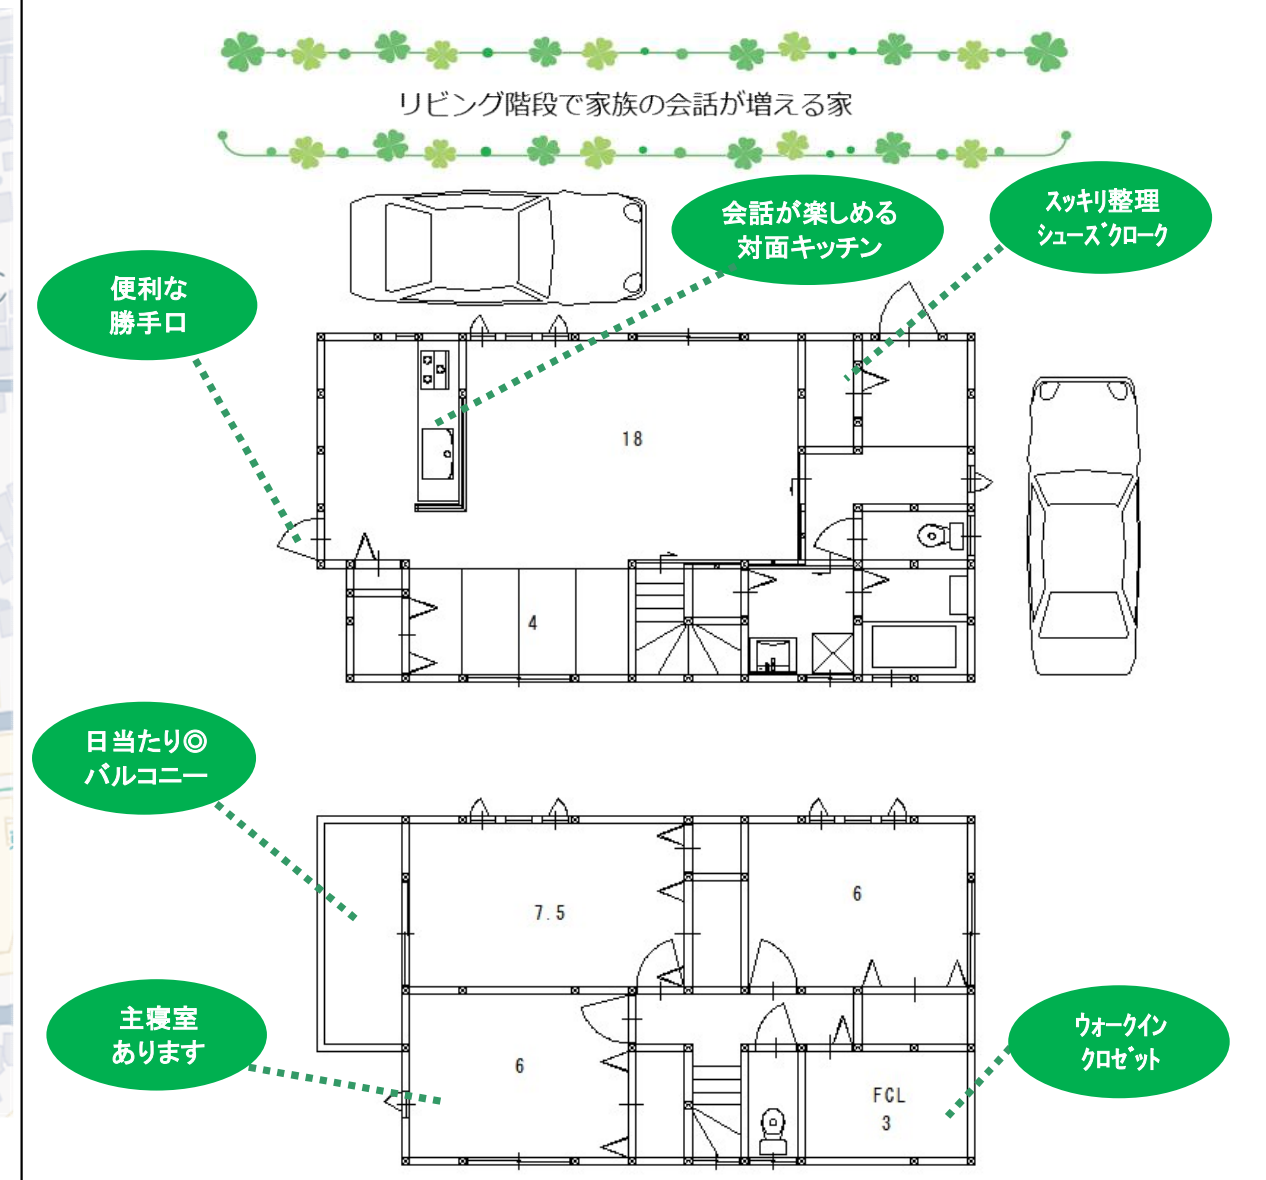 リビング階段で家族の会話が増える家
会話が楽しめる
対面キッチン
スッキリ整理
シューズクローク
便利な
勝手口
18
4
日当たり◎
バルコニー
7.5
6
主寝室
あります
6
ウォークイン
クロゼット
FCL
3